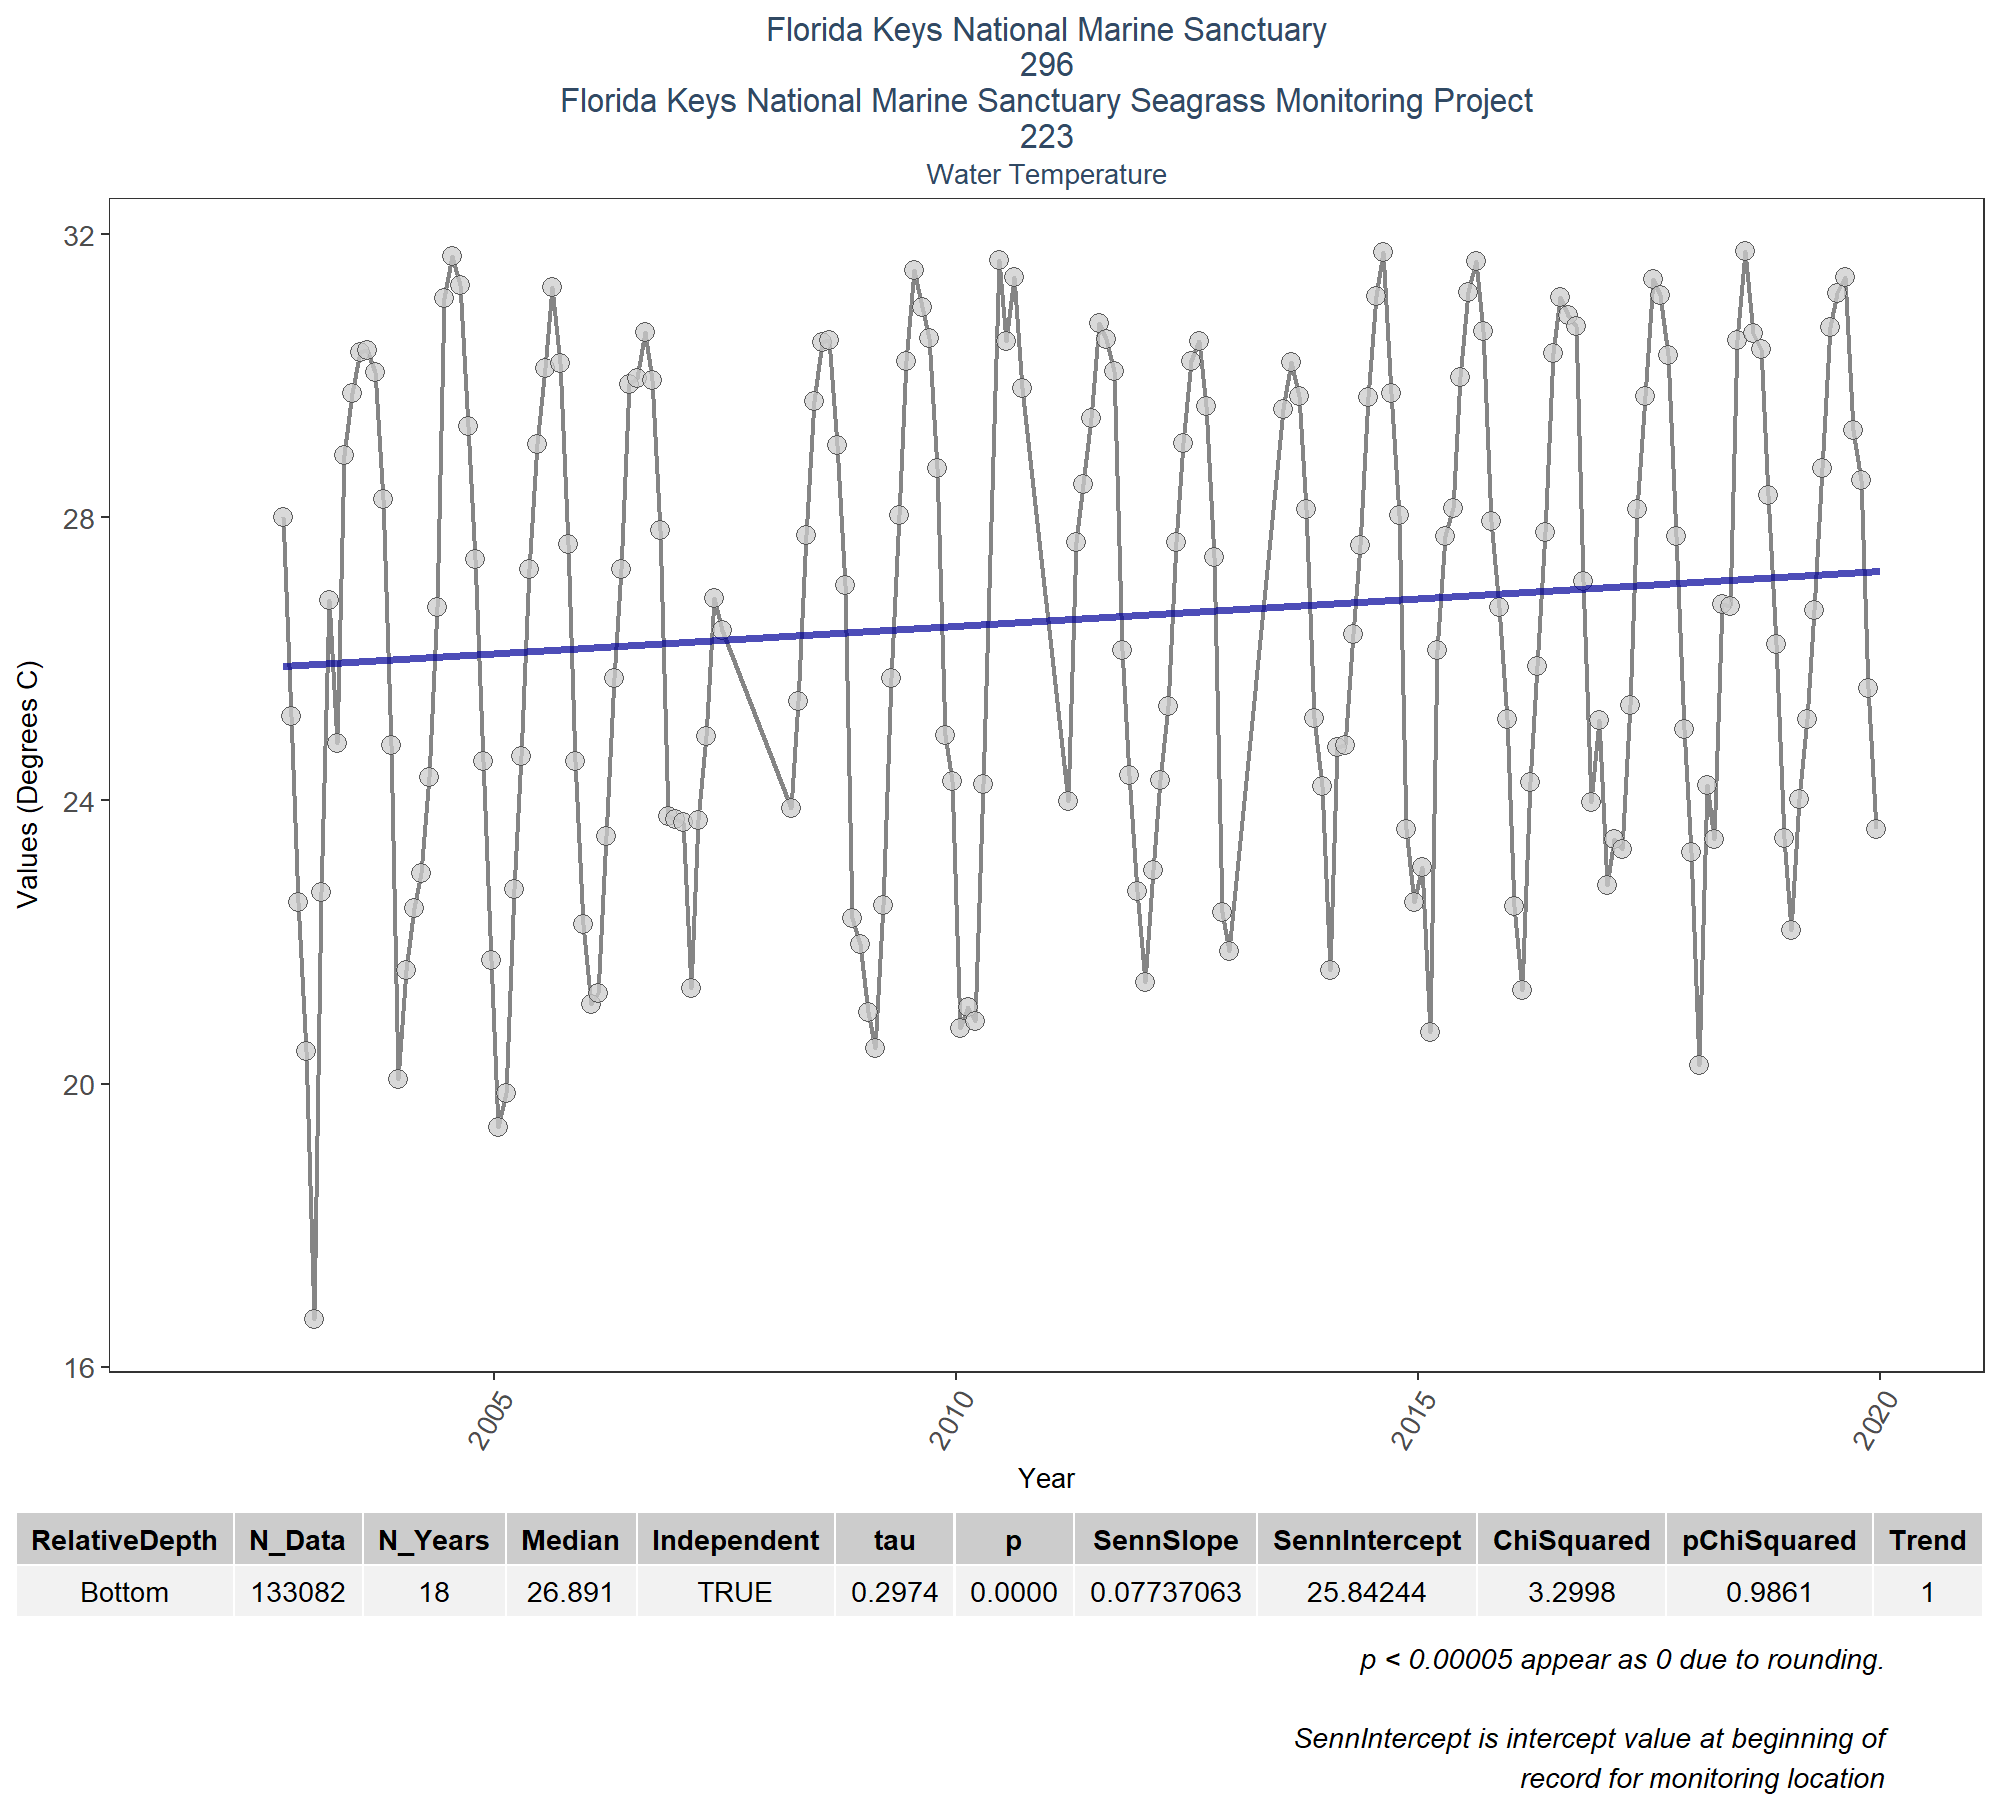 Florida Keys National Marine Sanctuary
296
Florida Keys National Marine Sanctuary Seagrass Monitoring Project
223
Water Temperature
Values (Degrees C)
32
28
24
20
16
2005
2010
2015
2020
Year
RelativeDepth N_Data N_Years Median Independent tau p SennSlope SennIntercept ChiSquared pChiSquared Trend
Bottom 133082 18 26.891 TRUE 0.2974 0.0000 0.07737063 25.84244 3.2998 0.9861 1
p < 0.00005 appear as 0 due to rounding.
SennIntercept is intercept value at beginning of
record for monitoring location